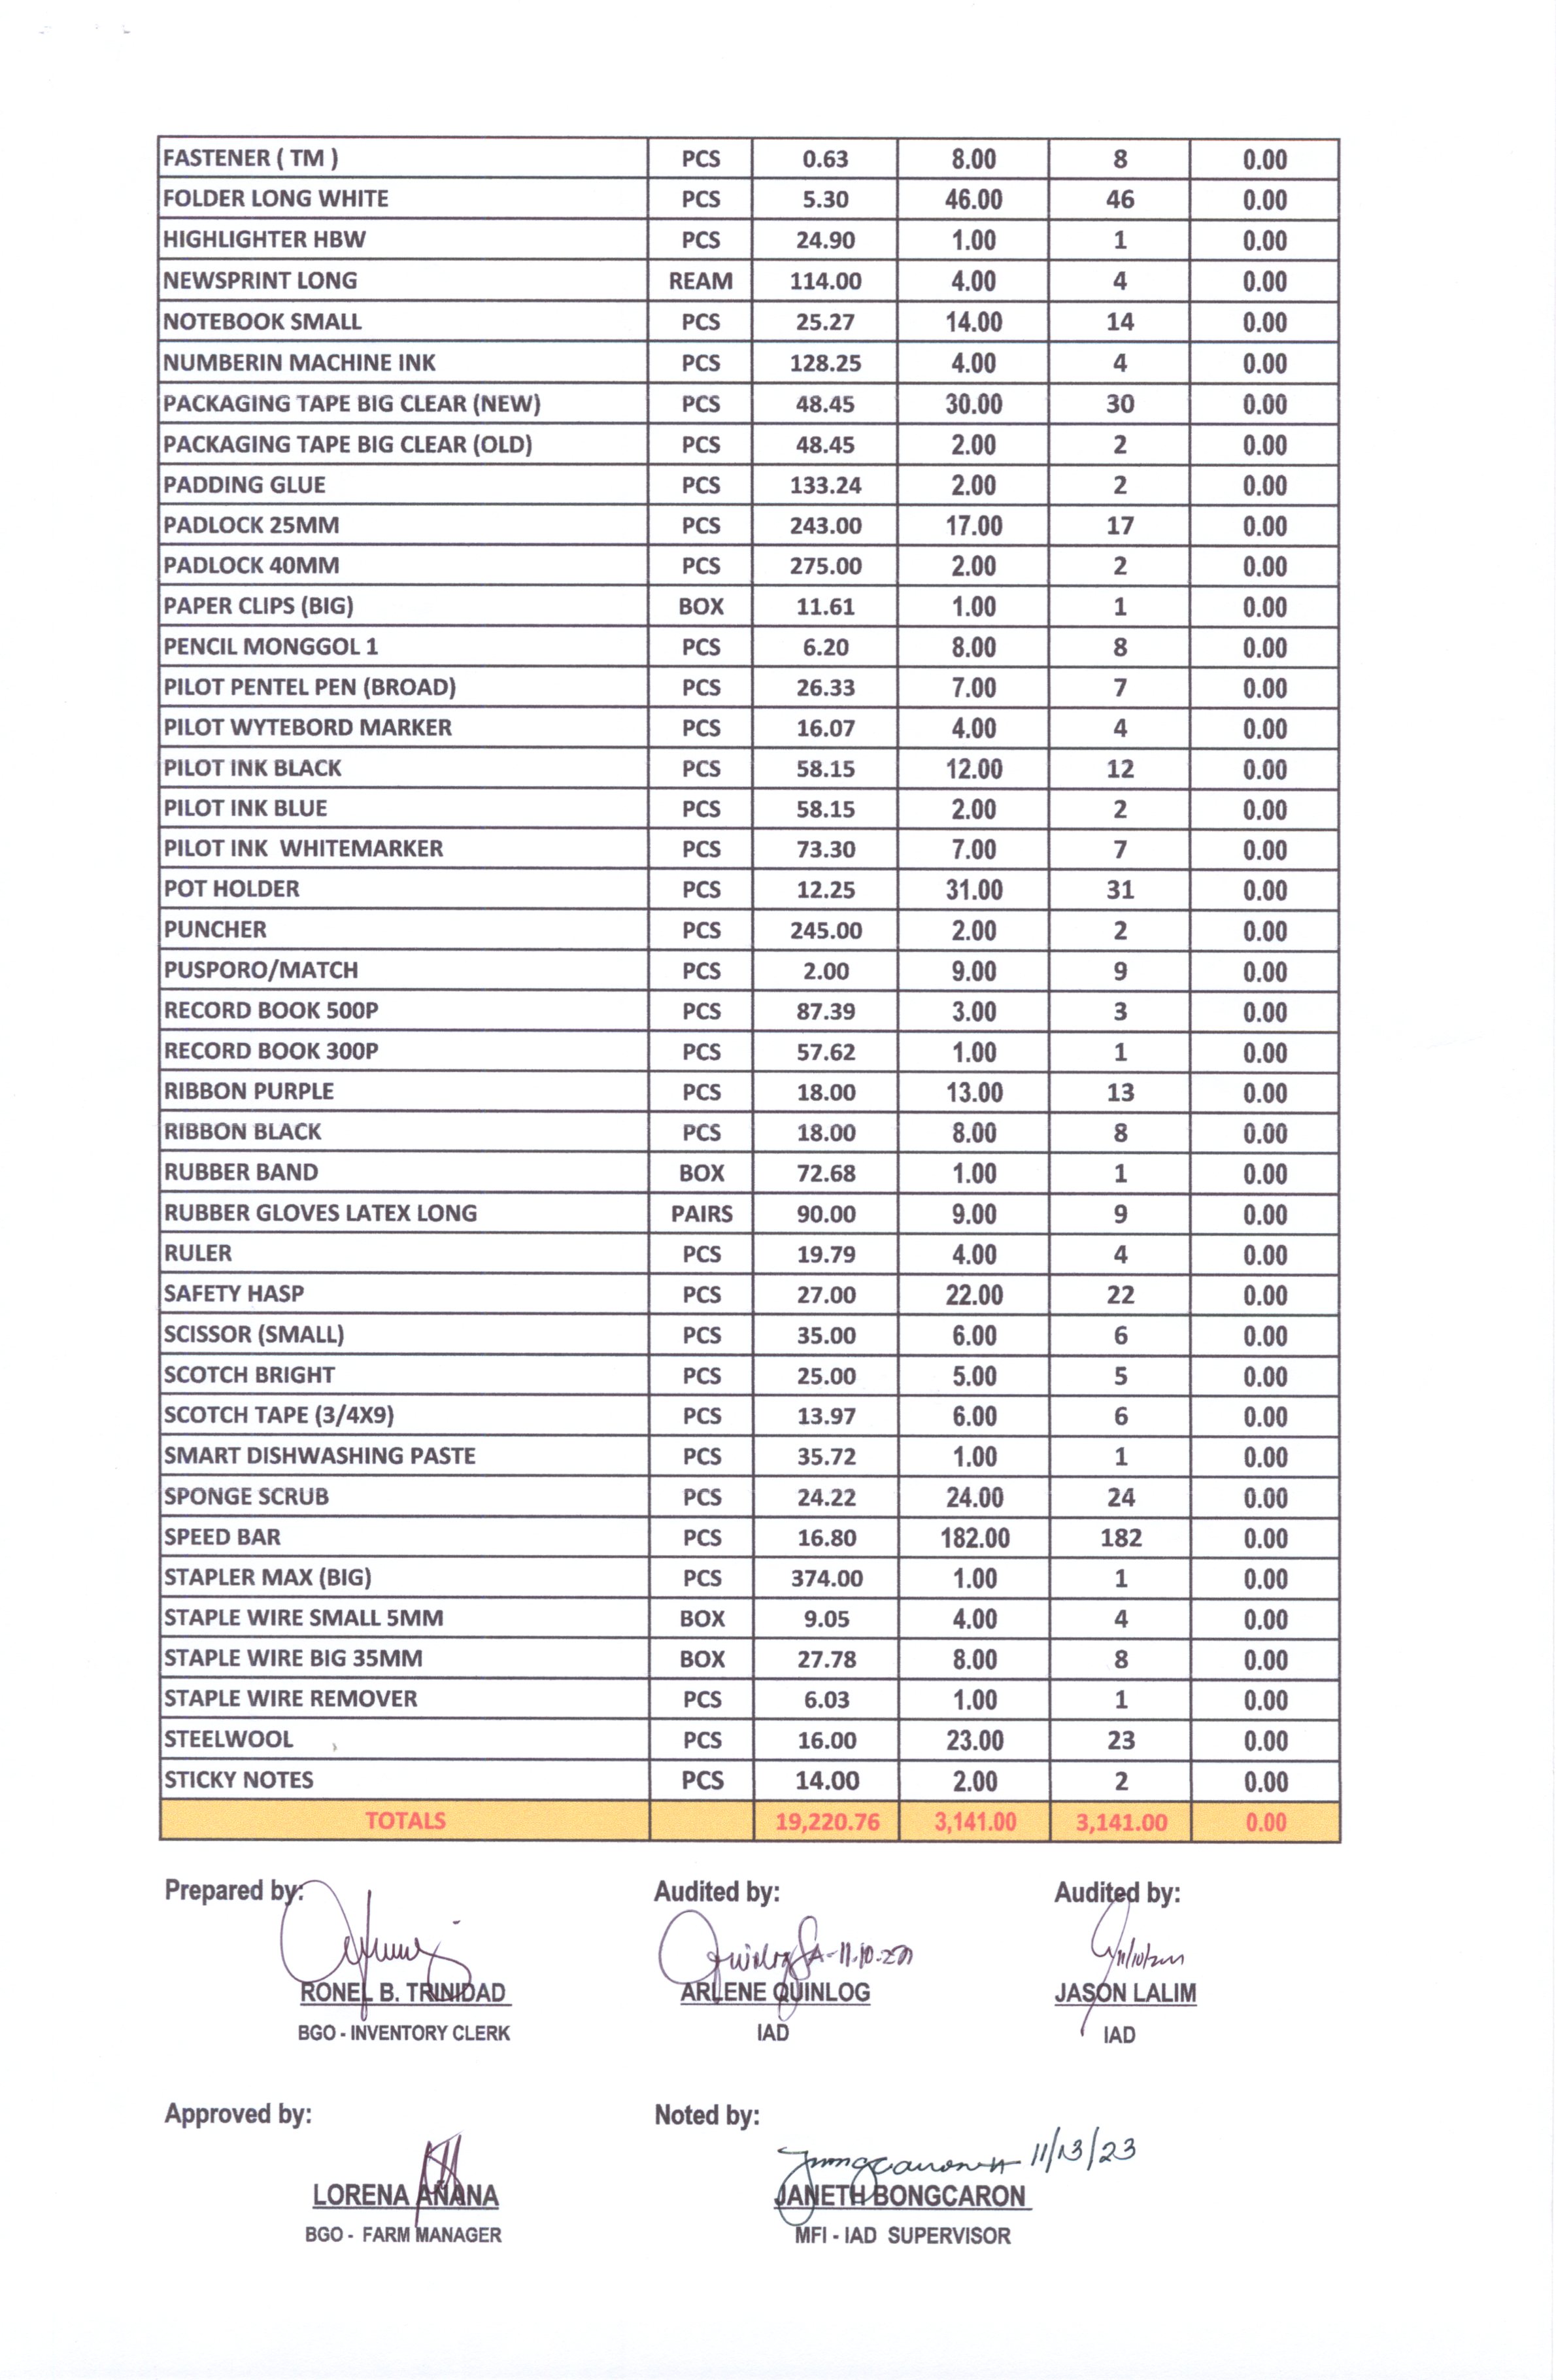 FASTENER ( TM ) PCS 0.63 8.00 8 0.00
FOLDER LONG WHITE PCS 5.30 46.00 46 0.00
HIGHLIGHTER HBW PCS 24.90 1.00 1 0.00
NEWSPRINT LONG REAM 114.00 4.00 4 0.00
NOTEBOOK SMALL PCS 25.27 14.00 14 0.00
NUMBERIN MACHINE INK PCS 128.25 4.00 4 0.00
PACKAGING TAPE BIG CLEAR (NEW) PCS 48.45 30.00 30 0.00
PACKAGING TAPE BIG CLEAR (OLD) PCS 48.45 2.00 2 0.00
PADDING GLUE PCS 133.24 2.00 2 0.00
PADLOCK 25MM PCS 243.00 17.00 17 0.00
PADLOCK 40MM PCS 275.00 2.00 2 0.00
PAPER CLIPS (BIG) BOX 11.61 1.00 1 0.00
PENCIL MONGGOL 1 PCS 6.20 8.00 8 0.00
PILOT PENTEL PEN (BROAD) PCS 26.33 7.00 7 0.00
PILOT WYTEBORD MARKER PCS 16.07 4.00 4 0.00
PILOT INK BLACK PCS 58.15 12.00 12 0.00
PILOT INK BLUE PCS 58.15 2.00 2 0.00
PILOT INK WHITEMARKER PCS 73.30 7.00 7 0.00
POT HOLDER PCS 12.25 31.00 31 0.00
PUNCHER PCS 245.00 2.00 2 0.00
PUSPORO/MATCH PCS 2.00 9.00 9 0.00
RECORD BOOK 500P PCS 87.39 3.00 3 0.00
RECORD BOOK 300P PCS 57.62 1.00 1 0.00
RIBBON PURPLE PCS 18.00 13.00 13 0.00
RIBBON BLACK PCS 18.00 8.00 8 0.00
RUBBER BAND BOX 72.68 1.00 1 0.00
RUBBER GLOVES LATEX LONG PAIRS 90.00 9.00 9 0.00
RULER PCS 19.79 4.00 4 0.00
SAFETY HASP PCS 27.00 22.00 22 0.00
SCISSOR (SMALL) PCS 35.00 6.00 6 0.00
SCOTCH BRIGHT PCS 25.00 5.00 5 0.00
SCOTCH TAPE (3/4X9) PCS 13.97 6.00 6 0.00
SMART DISHWASHING PASTE PCS 35.72 1.00 1 0.00
SPONGE SCRUB PCS 24.22 24.00 24 0.00
SPEED BAR PCS 16.80 182.00 182 0.00
STAPLER MAX (BIG) PCS 374.00 1.00 1 0.00
STAPLE WIRE SMALL 5MM BOX 9.05 4.00 4 0.00
STAPLE WIRE BIG 35MM BOX 27.78 8.00 8 0.00
STAPLE WIRE REMOVER PCS 6.03 1.00 1 0.00
STEELWOOL PCS 16.00 23.00 23 0.00
STICKY NOTES PCS 14.00 2.00 2 0.00
TOTALS 19,220.76 3,141.00 3,141.00 0.00
Prepared by: Audited by: Audited by:
RONEL B. TRINIDAD ARLENE QUINLOG JASON LALIM
BGO - INVENTORY CLERK IAD IAD
Approved by: Noted by:
11/13/23
LORENA AÑANA JANETH BONGCARON
BGO - FARM MANAGER MFI - IAD SUPERVISOR